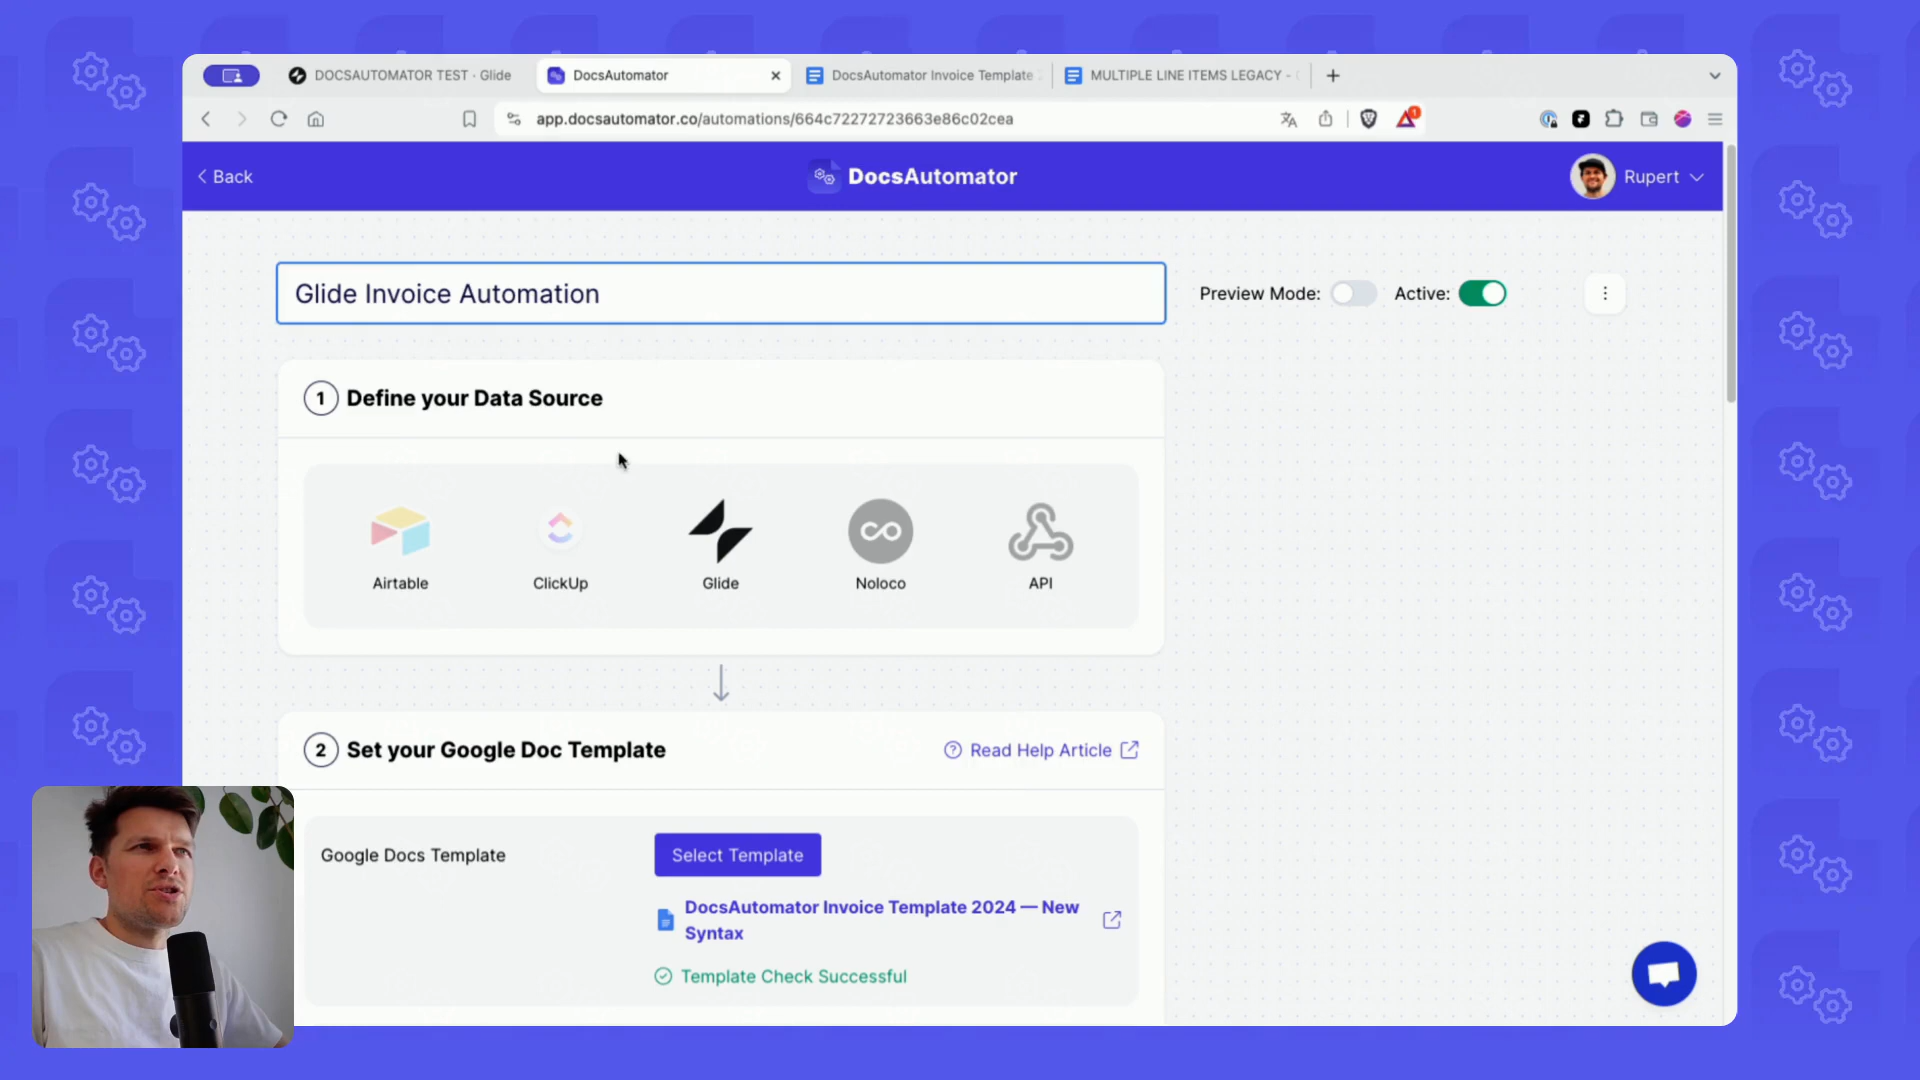 DOCSAUTOMATOR TEST · Glide
DocsAutomator
DocsAutomator Invoice Template
MULTIPLE LINE ITEMS LEGACY -
app.docsautomator.co/automations/664c72272723663e86c02cea
1
Back
DocsAutomator
Rupert
Glide Invoice Automation
Preview Mode:
Active:
1 Define your Data Source
Airtable
ClickUp
Glide
Noloco
API
2 Set your Google Doc Template
Read Help Article
Google Docs Template
Select Template
DocsAutomator Invoice Template 2024 — New
Syntax
Template Check Successful